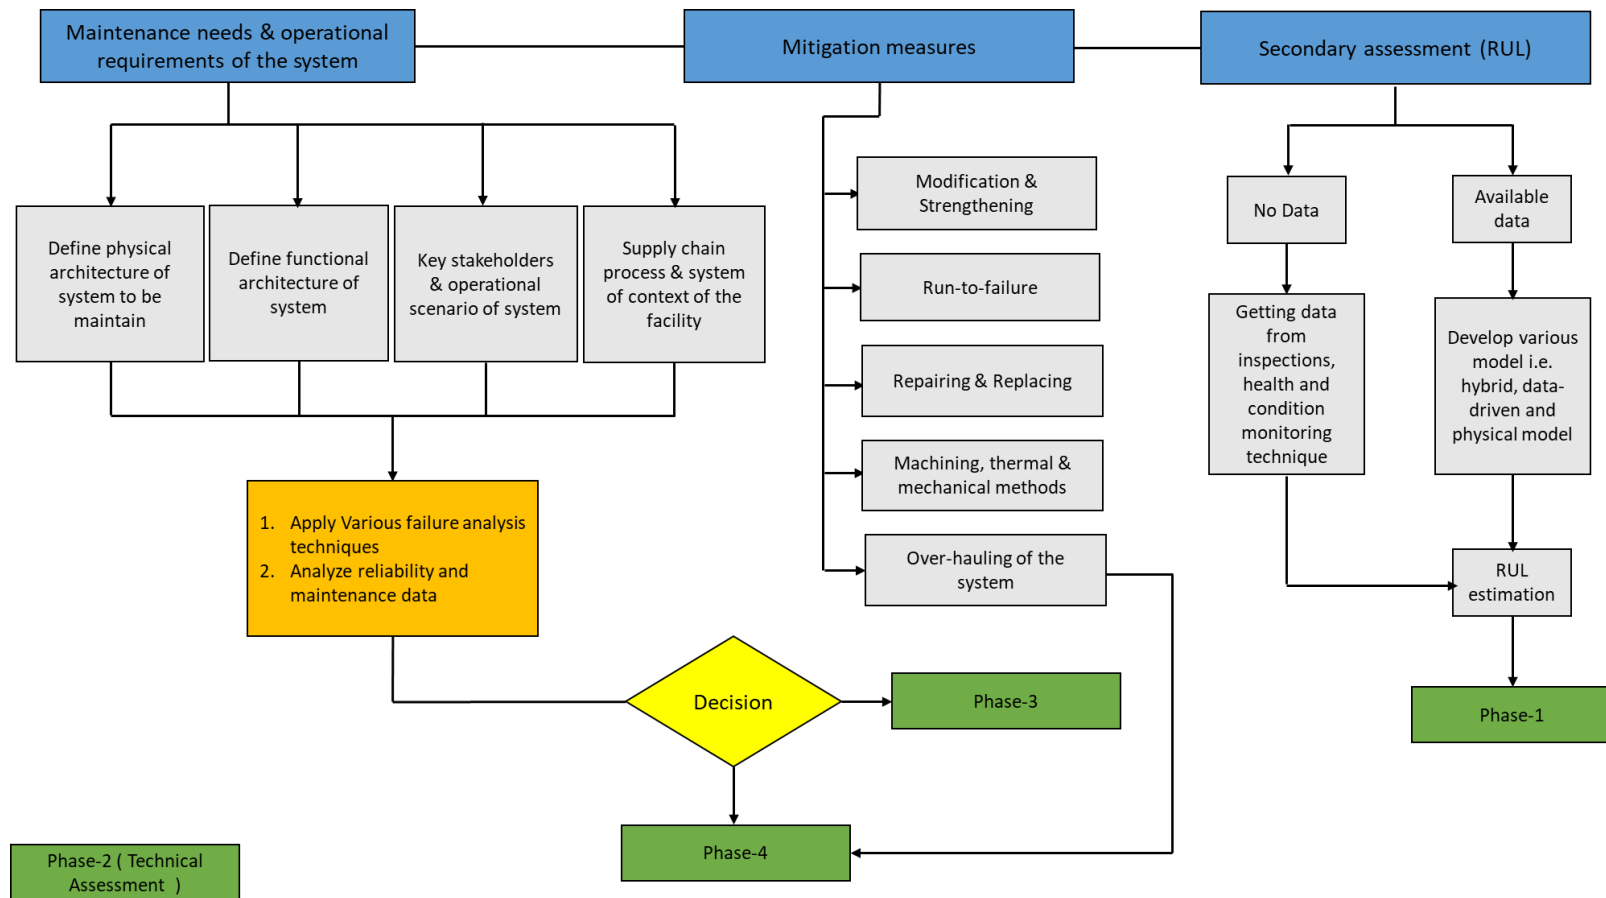 Maintenance needs & operational
requirements of the system
Mitigation measures
Secondary assessment (RUL)
Define physical
architecture of
system to be
maintain
Define functional
architecture of
system
Key stakeholders
& operational
scenario of system
Supply chain
process & system
of context of the
facility
1. Apply Various failure analysis
techniques
2. Analyze reliability and
maintenance data
Modification &
Strengthening
Run-to-failure
Repairing & Replacing
Machining, thermal &
mechanical methods
Over-hauling of the
system
No Data
Available
data
Getting data
from
inspections,
health and
condition
monitoring
technique
Develop various
model i.e.
hybrid, data-
driven and
physical model
RUL
estimation
Decision
Phase-3
Phase-1
Phase-4
Phase-2 ( Technical
Assessment )